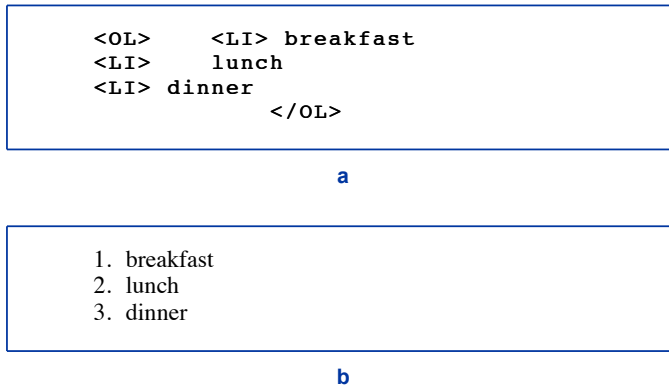 <OL>     <LI> breakfast
<LI>     lunch
<LI> dinner
</OL>
a
1. breakfast
2. lunch
3. dinner
b